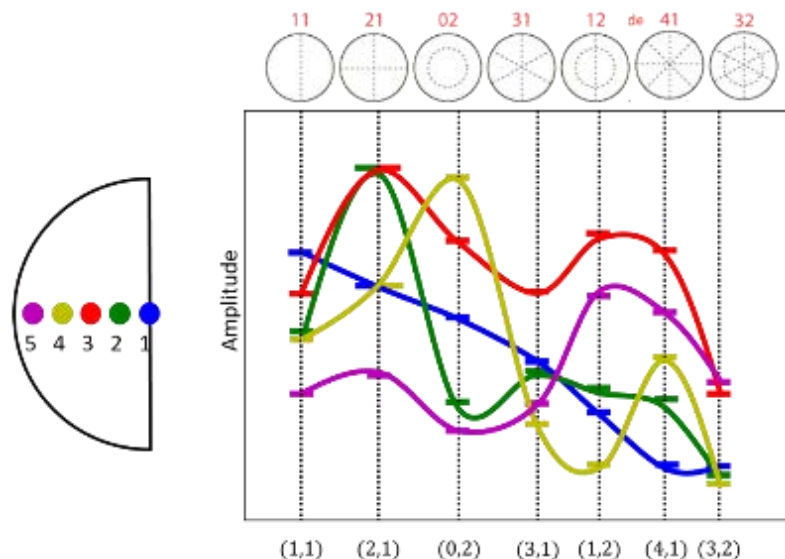 11 21 02 31 12 de 41 32
Amplitude
5 4 3 2 1
(1,1) (2,1) (0,2) (3,1) (1,2) (4,1) (3,2)